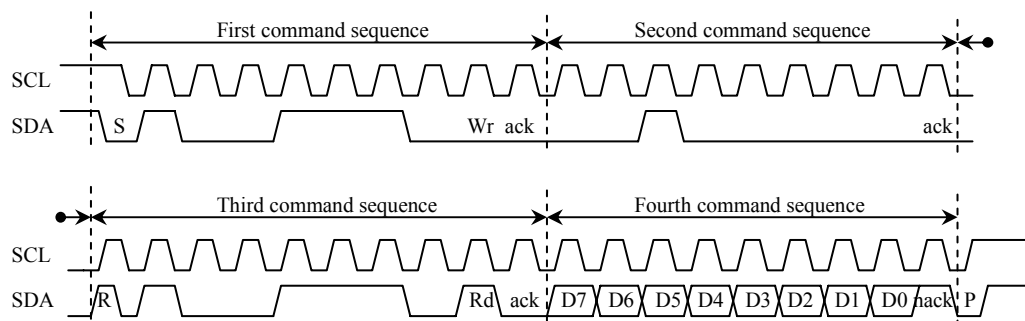 First command sequence Second command sequence
SCL
SDA S Wr ack ack
Third command sequence Fourth command sequence
SCL
SDA R Rd ack D7 D6 D5 D4 D3 D2 D1 D0 nack P